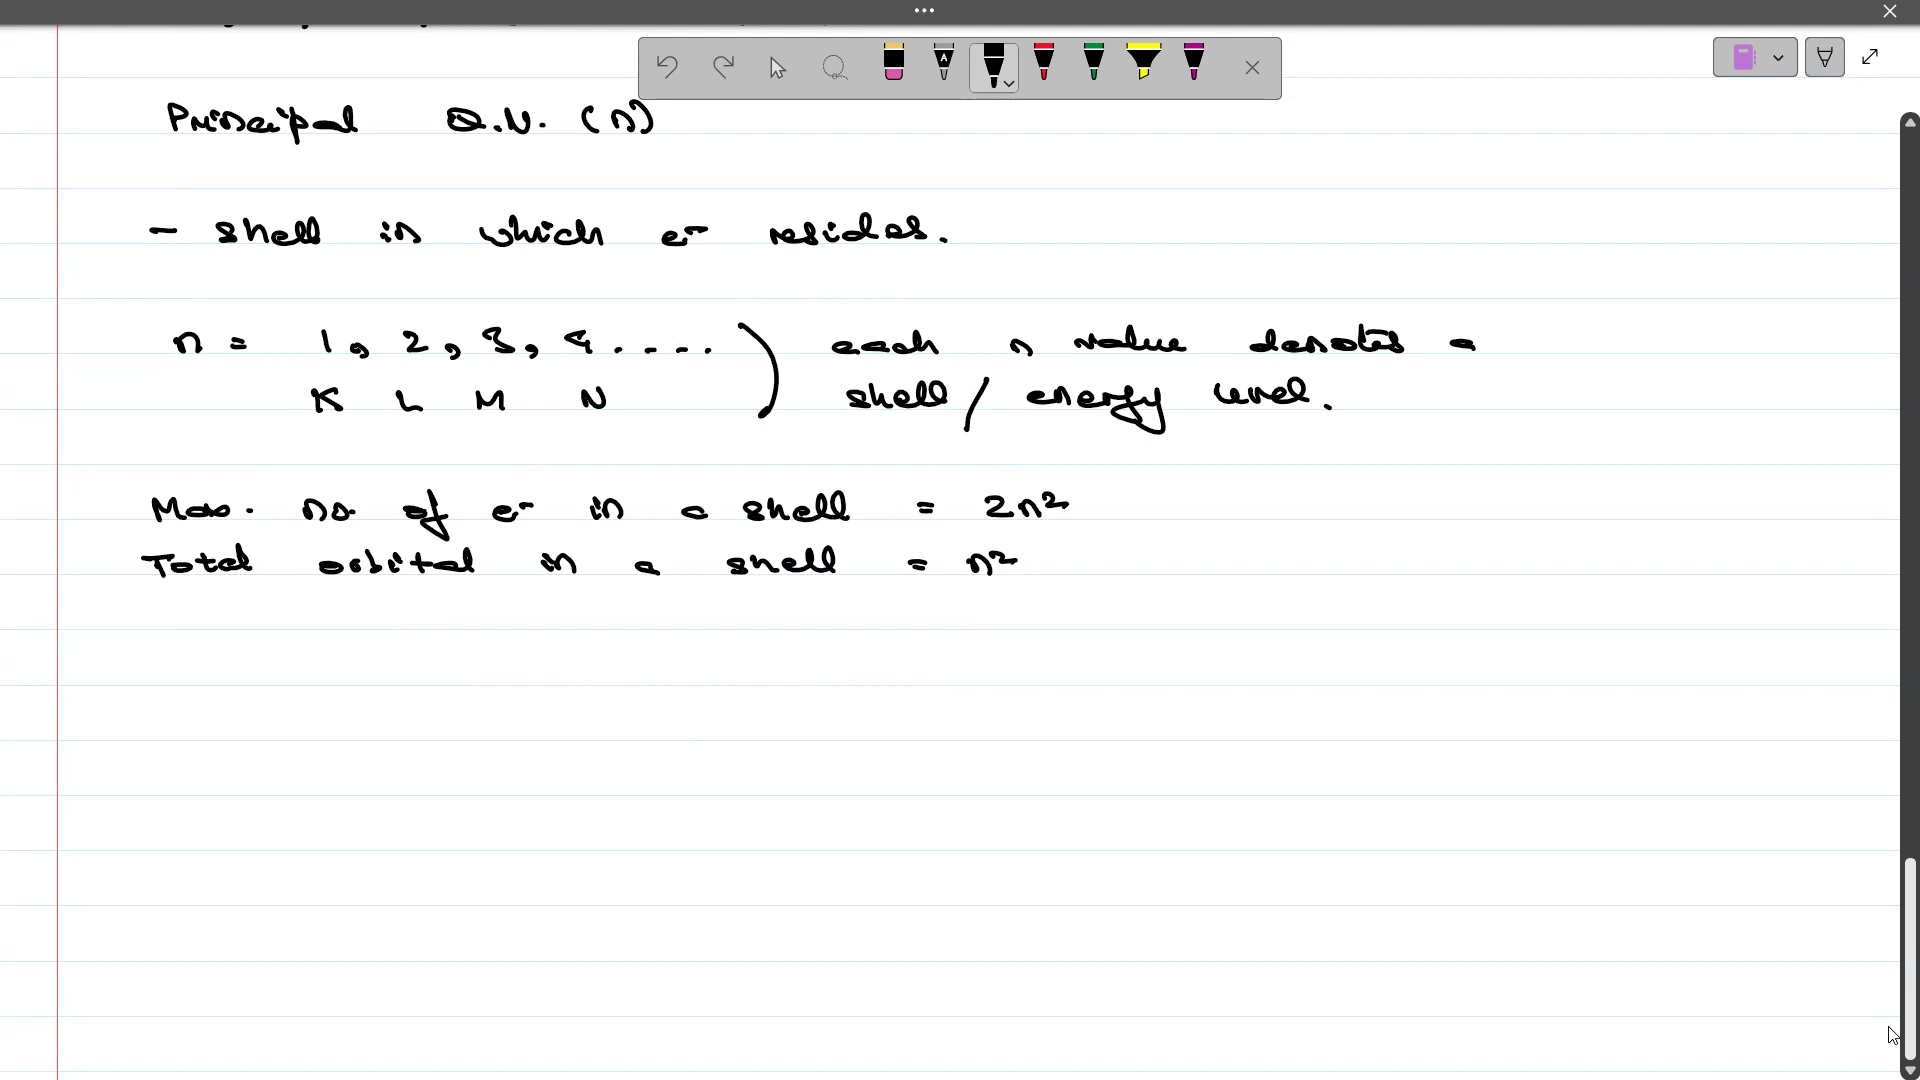 Principal Q.N. (n)
- shell in which e- resides.
n = 1, 2, 3, 4 . . . . ) each n value denotes a
K L M N shell / energy level.
Max. no. of e- in a shell = 2n²
Total orbital in a shell = n²